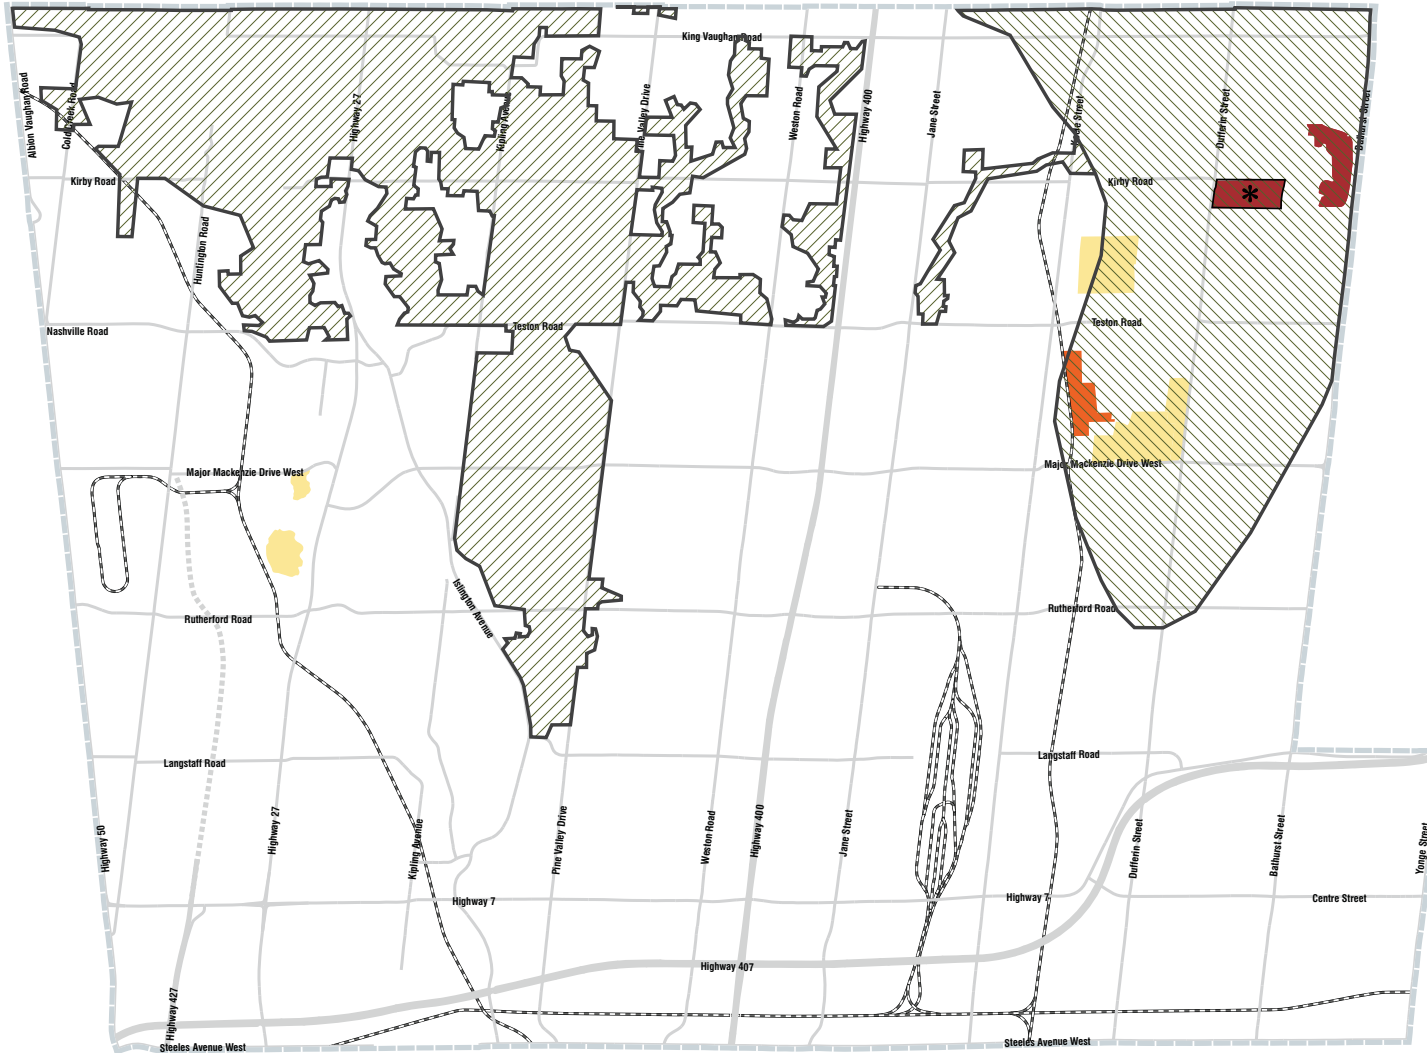 King Vaughan Road
Albion Vaughan Road
Cold Creek Road
Highway 27
Kipling Avenue
Pine Valley Drive
Weston Road
Highway 400
Jane Street
Keele Street
Dufferin Street
Bathurst Street
Kirby Road
Kirby Road
*
Huntington Road
Nashville Road
Teston Road
Teston Road
Major Mackenzie Drive West
Major Mackenzie Drive West
Islington Avenue
Rutherford Road
Rutherford Road
Langstaff Road
Langstaff Road
Highway 50
Highway 27
Kipling Avenue
Pine Valley Drive
Weston Road
Highway 400
Jane Street
Dufferin Street
Bathurst Street
Yonge Street
Highway 7
Highway 7
Centre Street
Highway 407
Highway 427
Steeles Avenue West
Steeles Avenue West